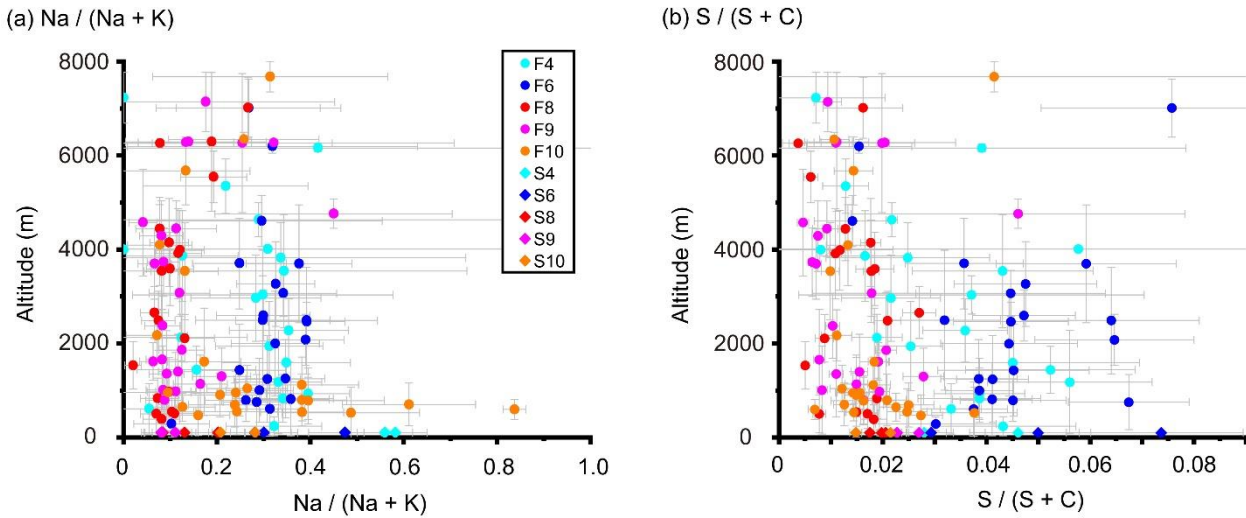 (a) Na / (Na + K)
8000
6000
4000
2000
0
Altitude (m)
0
0.2
0.4
0.6
0.8
1.0
Na / (Na + K)
F4
F6
F8
F9
F10
S4
S6
S8
S9
S10
(b) S / (S + C)
8000
6000
4000
2000
0
Altitude (m)
0
0.02
0.04
0.06
0.08
S / (S + C)